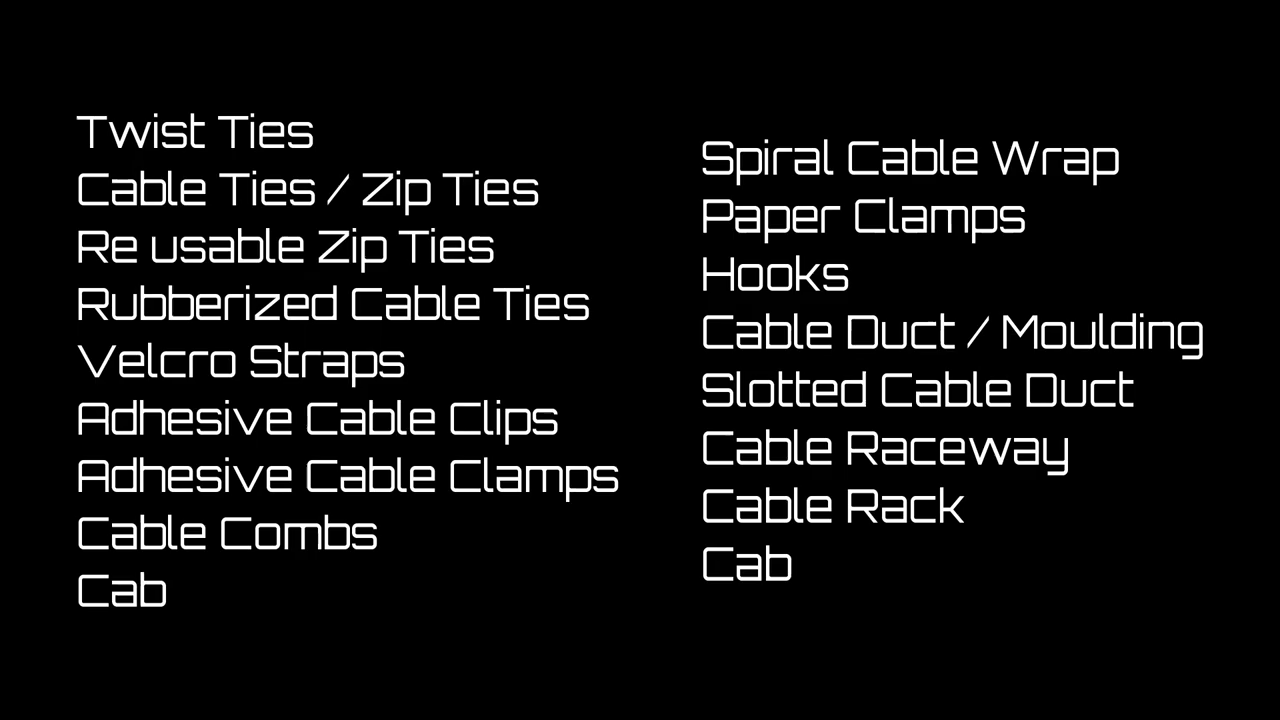 Twist Ties
Cable Ties / Zip Ties
Re usable Zip Ties
Rubberized Cable Ties
Velcro Straps
Adhesive Cable Clips
Adhesive Cable Clamps
Cable Combs
Cab
Spiral Cable Wrap
Paper Clamps
Hooks
Cable Duct / Moulding
Slotted Cable Duct
Cable Raceway
Cable Rack
Cab